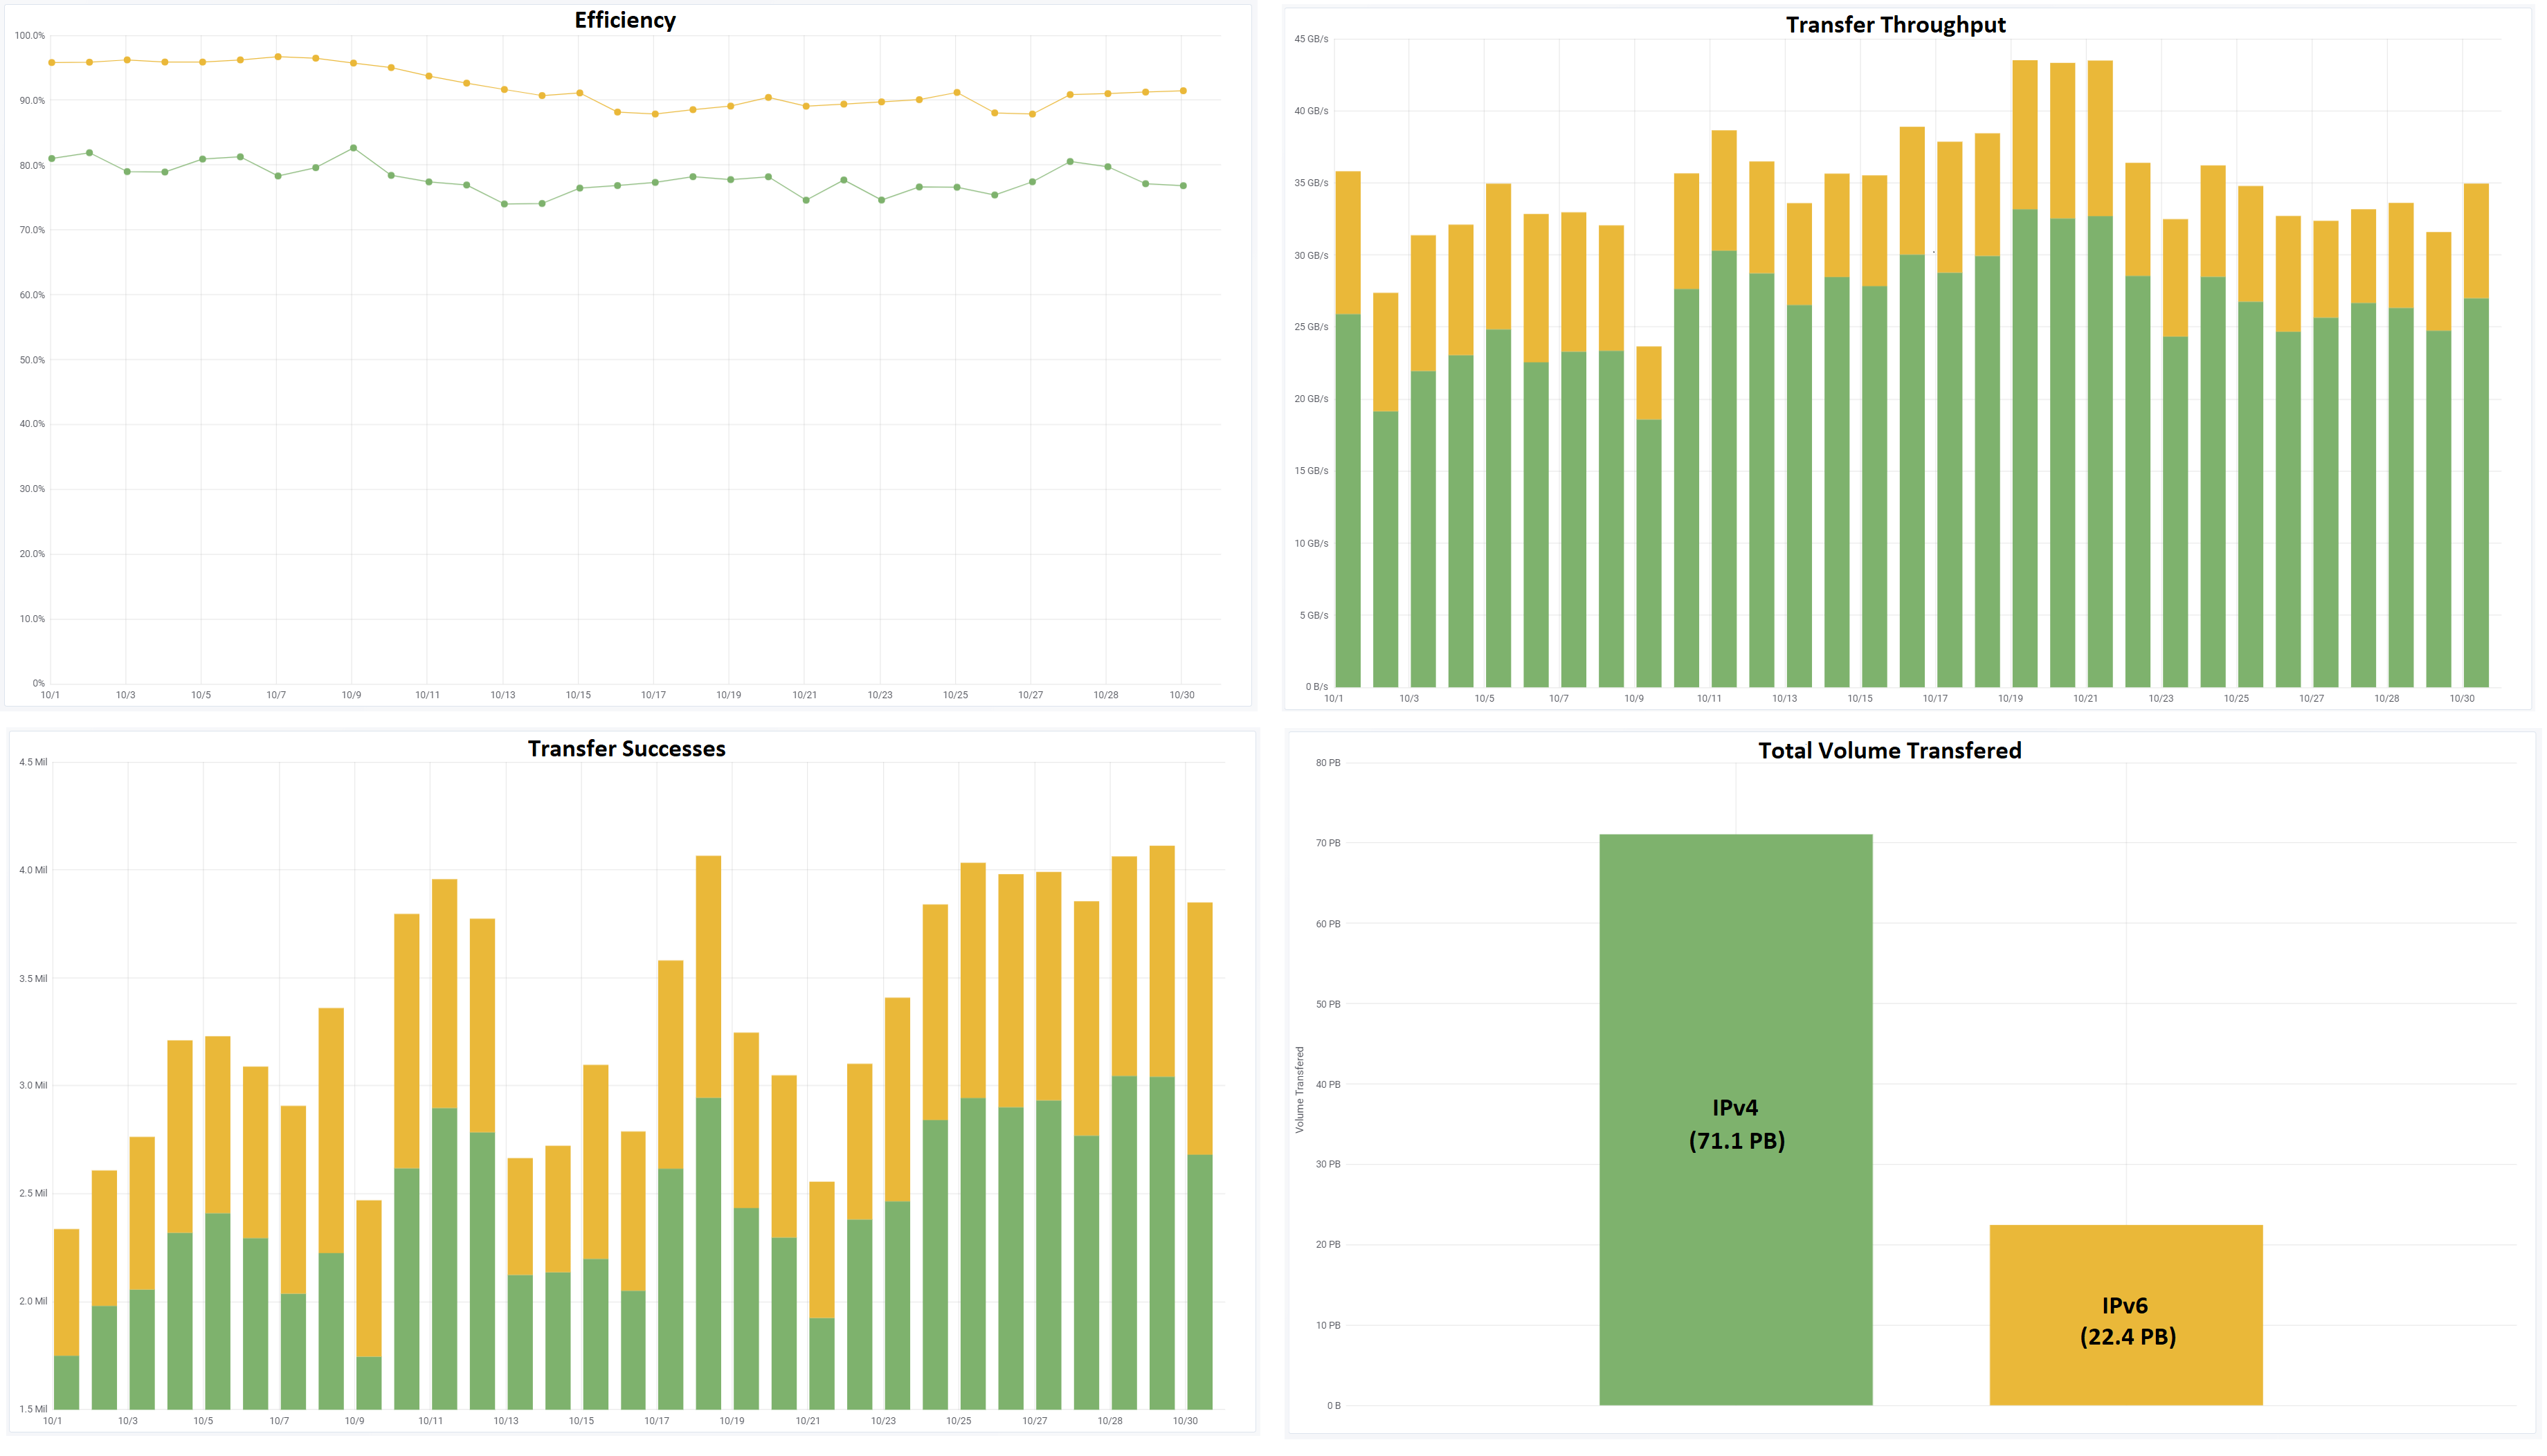 Efficiency
100.0%
90.0%
80.0%
70.0%
60.0%
50.0%
40.0%
30.0%
20.0%
10.0%
0%
10/1 10/3 10/5 10/7 10/9 10/11 10/13 10/15 10/17 10/19 10/21 10/23 10/25 10/27 10/28 10/30
Transfer Throughput
45 GB/s
40 GB/s
35 GB/s
30 GB/s
25 GB/s
20 GB/s
15 GB/s
10 GB/s
5 GB/s
0 B/s
10/1 10/3 10/5 10/7 10/9 10/11 10/13 10/15 10/17 10/19 10/21 10/23 10/25 10/27 10/28 10/30
Transfer Successes
4.5 Mil
4.0 Mil
3.5 Mil
3.0 Mil
2.5 Mil
2.0 Mil
1.5 Mil
10/1 10/3 10/5 10/7 10/9 10/11 10/13 10/15 10/17 10/19 10/21 10/23 10/25 10/27 10/28 10/30
Total Volume Transfered
Volume Transfered
80 PB
70 PB
60 PB
50 PB
40 PB
30 PB
20 PB
10 PB
0 B
IPv4
(71.1 PB)
IPv6
(22.4 PB)